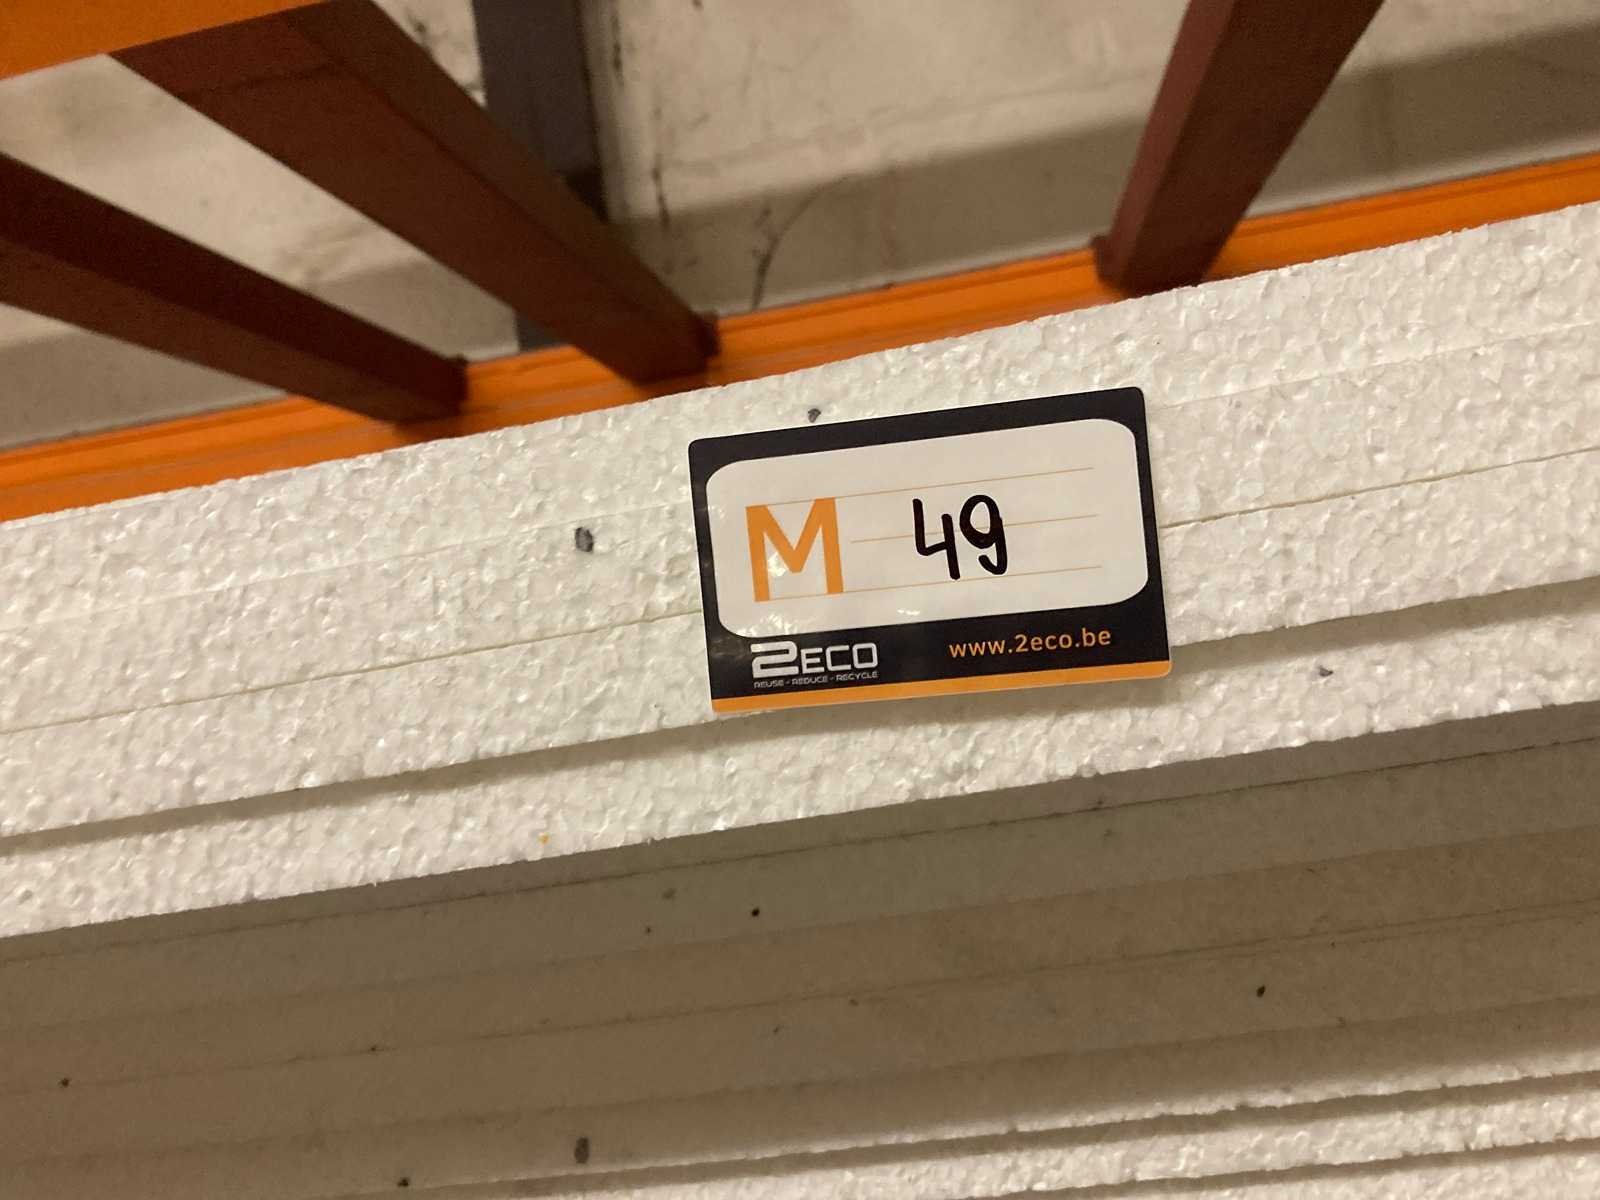 M 49
2ECO
REUSE - REDUCE - RECYCLE
www.2eco.be